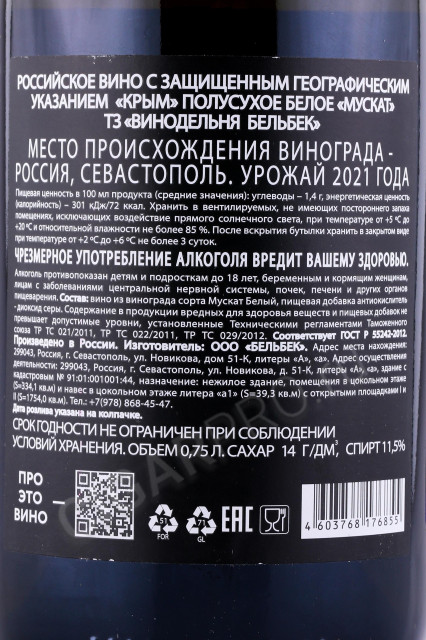 РОССИЙСКОЕ ВИНО С ЗАЩИЩЕННЫМ ГЕОГРАФИЧЕСКИМ
УКАЗАНИЕМ «КРЫМ» ПОЛУСУХОЕ БЕЛОЕ «МУСКАТ»
ТЗ «ВИНОДЕЛЬНЯ БЕЛЬБЕК»
МЕСТО ПРОИСХОЖДЕНИЯ ВИНОГРАДА -
РОССИЯ, СЕВАСТОПОЛЬ. УРОЖАЙ 2021 ГОДА
Пищевая ценность в 100 мл продукта (средние значения): углеводы – 1,4 г, энергетическая ценность
(калорийность) – 301 кДж/72 ккал. Хранить в вентилируемых, не имеющих постороннего запаха
помещениях, исключающих воздействие прямого солнечного света, при температуре от +5 ºС до
+20 ºС и относительной влажности не более 85 %. После вскрытия бутылки хранить в закрытом виде
при температуре от +2 ºС до +6 ºС не более 3 суток.
ЧРЕЗМЕРНОЕ УПОТРЕБЛЕНИЕ АЛКОГОЛЯ ВРЕДИТ ВАШЕМУ ЗДОРОВЬЮ.
Алкоголь противопоказан детям и подросткам до 18 лет, беременным и кормящим женщинам,
лицам с заболеваниями центральной нервной системы, почек, печени и других органов
пищеварения. Состав: вино из винограда сорта Мускат Белый, пищевая добавка антиокислитель
- диоксид серы. Содержание в продукции вредных для здоровья веществ и пищевых добавок не
превышает допустимые уровни, установленные Техническими регламентами Таможенного
союза ТР ТС 021/2011, ТР ТС 022/2011, ТР ТС 029/2012. Соответствует ГОСТ Р 55242-2012.
Произведено в России. Изготовитель: ООО «БЕЛЬБЕК». Адрес места нахождения:
299043, Россия, г. Севастополь, ул. Новикова, дом 51-К, литеры «А», «а». Адрес осуществления
деятельности: 299043, Россия, г. Севастополь, ул. Новикова, д. 51-К, литеры «А», «а», здание с
кадастровым № 91:01:001001:44, назначение: нежилое здание, помещения в цокольном этаже
(S=334,1 кв.м) и навес в цокольном этаже литера «а1» (S=39,3 кв.м) с открытыми площадками I и
II (S=1754,0 кв.м). Тел.: +7(978) 868-45-47.
Дата розлива указана на колпачке.
СРОК ГОДНОСТИ НЕ ОГРАНИЧЕН ПРИ СОБЛЮДЕНИИ
УСЛОВИЙ ХРАНЕНИЯ. ОБЪЕМ 0,75 Л. САХАР 14 Г/ДМ³, СПИРТ 11,5%
ПРО
ЭТО
ВИНО
51
FOR
71
GL
ЕАС
4 603768 176855